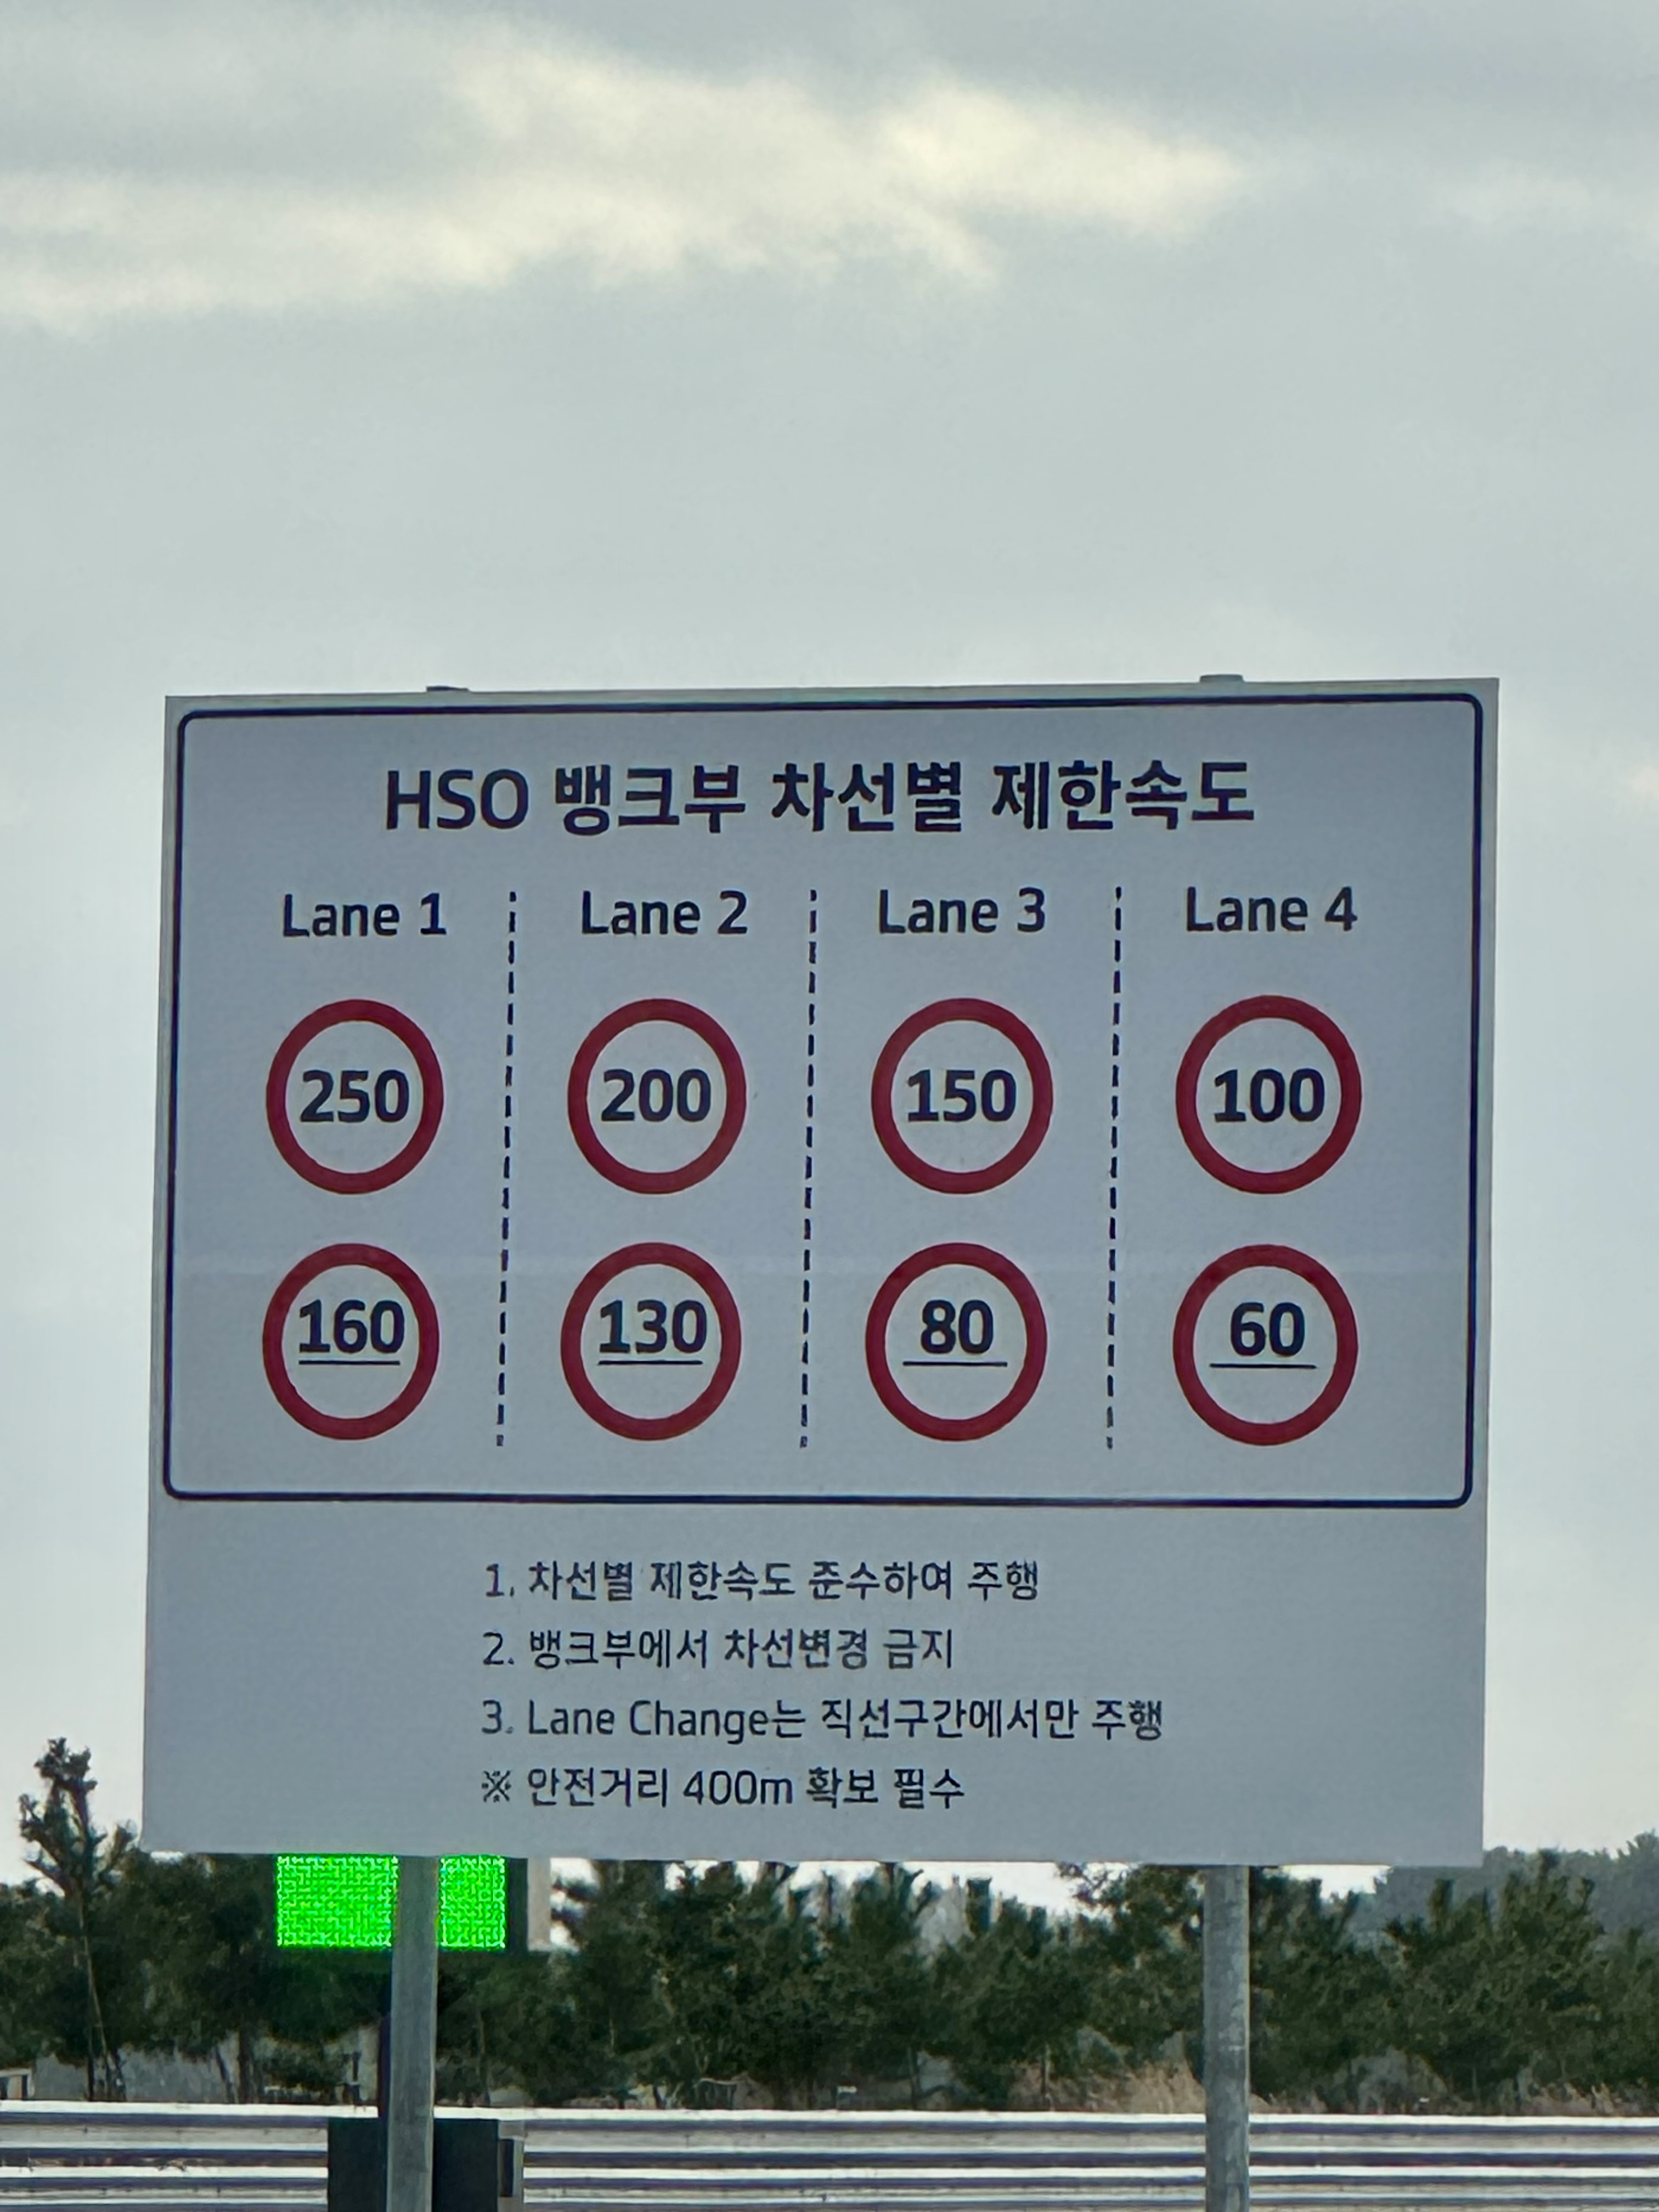 HSO 뱅크부 차선별 제한속도
Lane 1 Lane 2 Lane 3 Lane 4
250 200 150 100
160 130 80 60
1. 차선별 제한속도 준수하여 주행
2. 뱅크부에서 차선변경 금지
3. Lane Change는 직선구간에서만 주행
※ 안전거리 400m 확보 필수